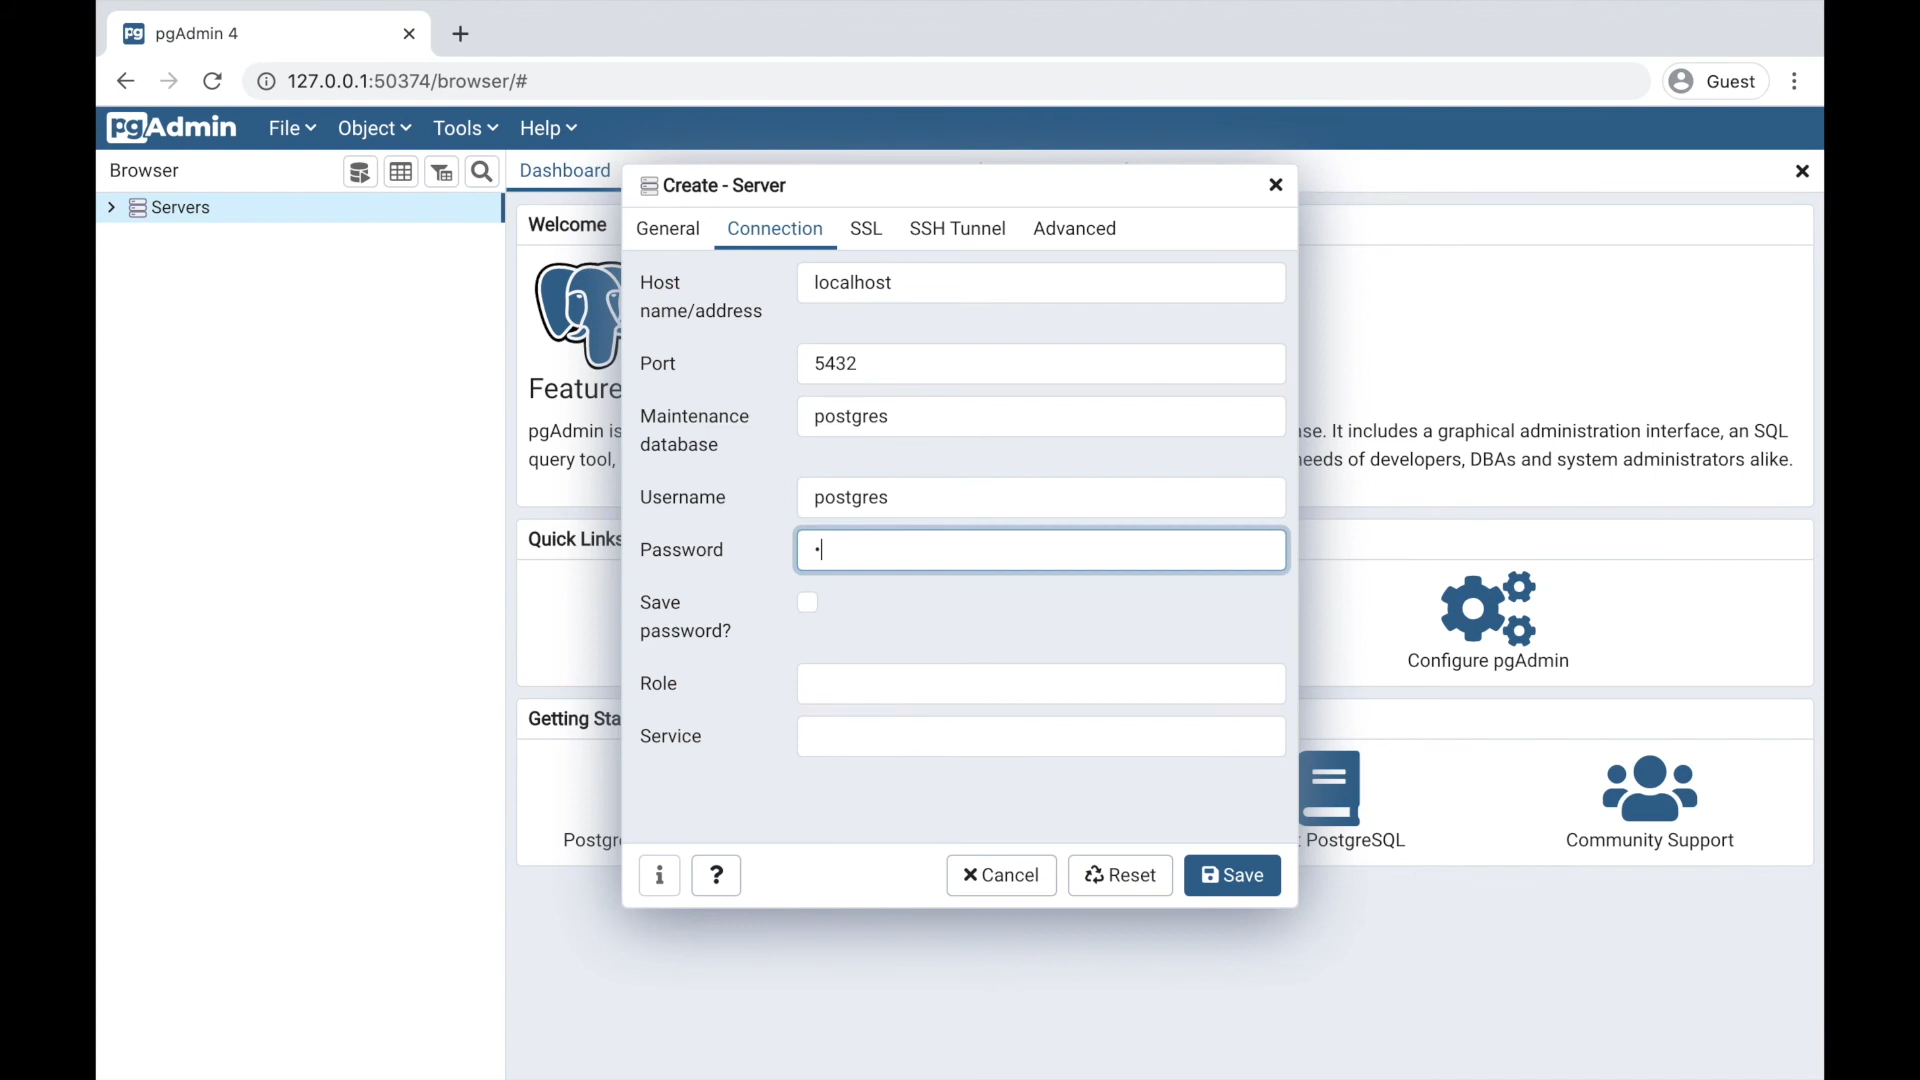 pgAdmin 4
127.0.0.1:50374/browser/#
Guest
pgAdmin
File
Object
Tools
Help
Browser
Dashboard
Servers
Create - Server
General
Connection
SSL
SSH Tunnel
Advanced
Welcome
Host
name/address
localhost
Port
5432
Feature
Maintenance
database
postgres
pgAdmin is
se. It includes a graphical administration interface, an SQL
query tool,
eeds of developers, DBAs and system administrators alike.
Username
postgres
Quick Links
Password
•
Save
password?
Configure pgAdmin
Role
Getting Sta
Service
Postgr
PostgreSQL
Community Support
i
?
Cancel
Reset
Save